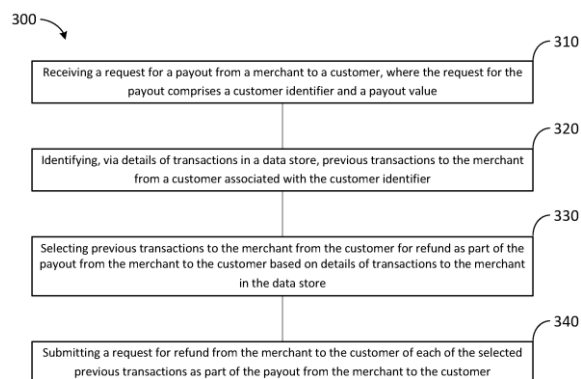 300
310
Receiving a request for a payout from a merchant to a customer, where the request for the
payout comprises a customer identifier and a payout value
320
Identifying, via details of transactions in a data store, previous transactions to the merchant
from a customer associated with the customer identifier
330
Selecting previous transactions to the merchant from the customer for refund as part of the
payout from the merchant to the customer based on details of transactions to the merchant
in the data store
340
Submitting a request for refund from the merchant to the customer of each of the selected
previous transactions as part of the payout from the merchant to the customer